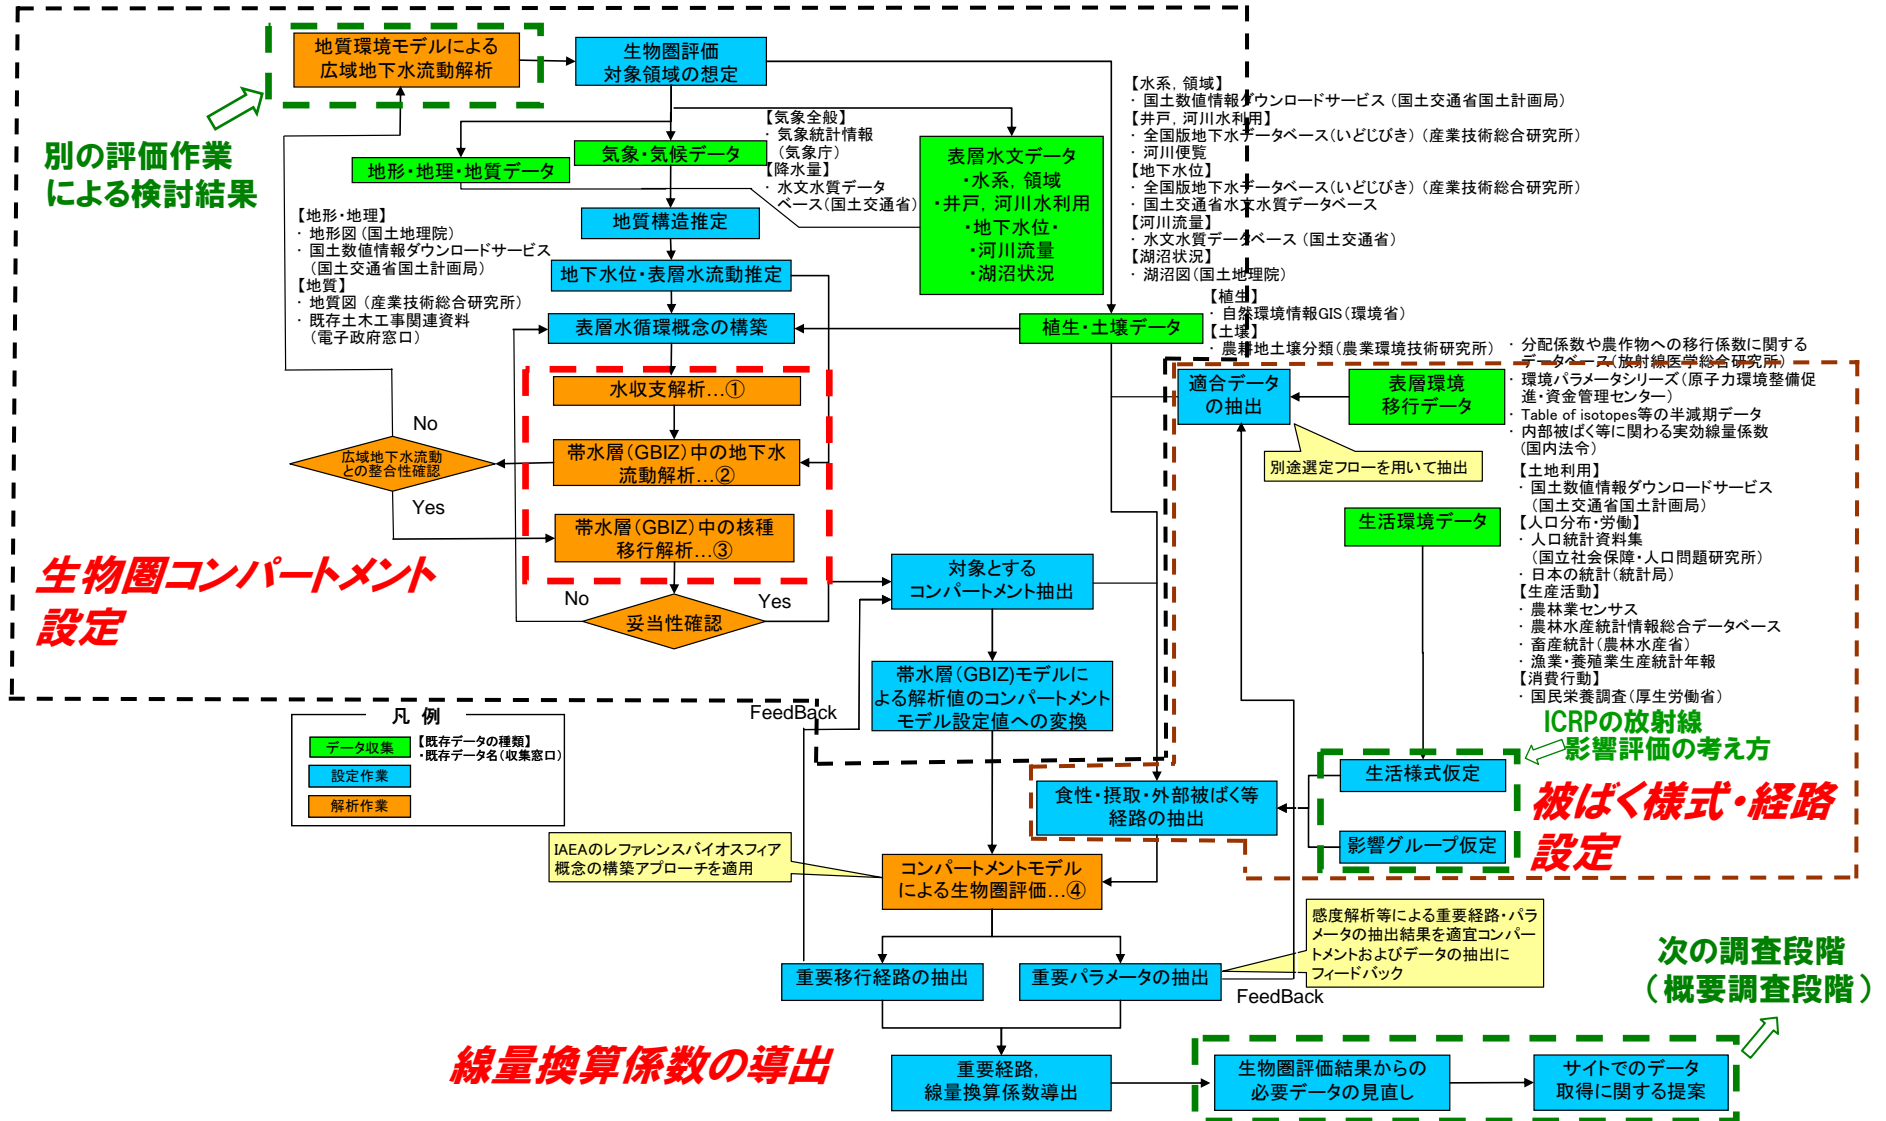 地質環境モデルによる
広域地下水流動解析
生物圏評価
対象領域の想定
別の評価作業
による検討結果
地形・地理・地質データ
気象・気候データ
【気象全般】
・気象統計情報
(気象庁)
【降水量】
・水文水質データ
ベース(国土交通省)
表層水文データ
・水系, 領域
・井戸, 河川水利用
・地下水位・
・河川流量
・湖沼状況
【水系, 領域】
・国土数値情報ダウンロードサービス (国土交通省国土計画局)
【井戸, 河川水利用】
・全国版地下水データベース(いどじびき) (産業技術総合研究所)
・河川便覧
【地下水位】
・全国版地下水データベース(いどじびき) (産業技術総合研究所)
・国土交通省水文水質データベース
【河川流量】
・水文水質データベース (国土交通省)
【湖沼状況】
・湖沼図(国土地理院)
【植生】
・自然環境情報GIS(環境省)
【土壌】
・農耕地土壌分類(農業環境技術研究所)
【地形・地理】
・地形図(国土地理院)
・国土数値情報ダウンロードサービス
(国土交通省国土計画局)
【地質】
・地質図 (産業技術総合研究所)
・既存土木工事関連資料
(電子政府窓口)
地質構造推定
地下水位・表層水流動推定
表層水循環概念の構築
植生・土壌データ
水収支解析…①
帯水層(GBIZ)中の地下水
流動解析…②
帯水層(GBIZ)中の核種
移行解析…③
広域地下水流動
との整合性確認
No
Yes
妥当性確認
No
Yes
生物圏コンパートメント
設定
適合データ
の抽出
表層環境
移行データ
別途選定フローを用いて抽出
生活環境データ
・分配係数や農作物への移行係数に関する
データベース(放射線医学総合研究所)
・環境パラメータシリーズ(原子力環境整備促
進・資金管理センター)
・Table of isotopes等の半減期データ
・内部被ばく等に関わる実効線量係数
(国内法令)
【土地利用】
・国土数値情報ダウンロードサービス
(国土交通省国土計画局)
【人口分布・労働】
・人口統計資料集
(国立社会保障・人口問題研究所)
・日本の統計(統計局)
【生産活動】
・農林業センサス
・農林水産統計情報総合データベース
・畜産統計(農林水産省)
・漁業・養殖業生産統計年報
【消費行動】
・国民栄養調査(厚生労働省)
対象とする
コンパートメント抽出
帯水層(GBIZ)モデルに
よる解析値のコンパートメント
モデル設定値への変換
FeedBack
凡 例
データ収集
【既存データの種類】
・既存データ名(収集窓口)
設定作業
解析作業
ICRPの放射線
影響評価の考え方
生活様式仮定
影響グループ仮定
被ばく様式・経路
設定
食性・摂取・外部被ばく等
経路の抽出
IAEAのレファレンスバイオスフィア
概念の構築アプローチを適用
コンパートメントモデル
による生物圏評価…④
感度解析等による重要経路・パラ
メータの抽出結果を適宜コンパー
トメントおよびデータの抽出に
フィードバック
重要移行経路の抽出
重要パラメータの抽出
FeedBack
次の調査段階
(概要調査段階)
線量換算係数の導出
重要経路,
線量換算係数導出
生物圏評価結果からの
必要データの見直し
サイトでのデータ
取得に関する提案